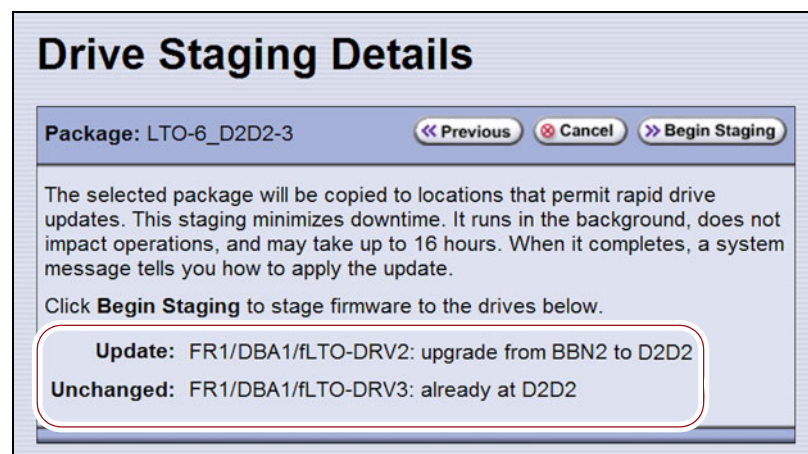 Drive Staging Details
Package: LTO-6_D2D2-3
Previous
Cancel
Begin Staging
The selected package will be copied to locations that permit rapid drive
updates. This staging minimizes downtime. It runs in the background, does not
impact operations, and may take up to 16 hours. When it completes, a system
message tells you how to apply the update.
Click Begin Staging to stage firmware to the drives below.
Update: FR1/DBA1/fLTO-DRV2: upgrade from BBN2 to D2D2
Unchanged: FR1/DBA1/fLTO-DRV3: already at D2D2